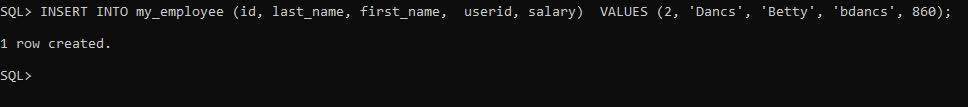 SQL> INSERT INTO my_employee (id, last_name, first_name,  userid, salary)  VALUES (2, 'Dancs', 'Betty', 'bdancs', 860);
1 row created.
SQL>